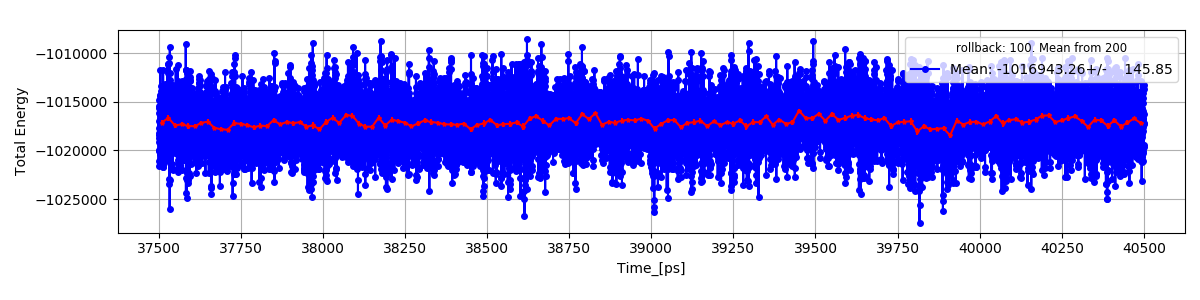 rollback: 100. Mean from 200
Mean: -1016943.26+/- 145.85
Total Energy
−1010000
−1015000
−1020000
−1025000
37500 37750 38000 38250 38500 38750 39000 39250 39500 39750 40000 40250 40500
Time_[ps]